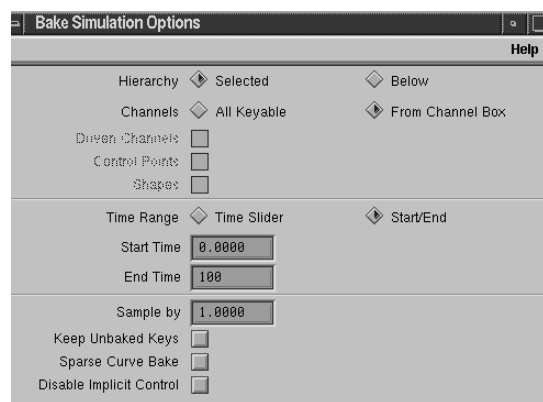 Bake Simulation Options
Help
Hierarchy Selected Below
Channels All Keyable From Channel Box
Driven Channels
Control Points
Shapes
Time Range Time Slider Start/End
Start Time 0.0000
End Time 100
Sample by 1.0000
Keep Unbaked Keys
Sparse Curve Bake
Disable Implicit Control